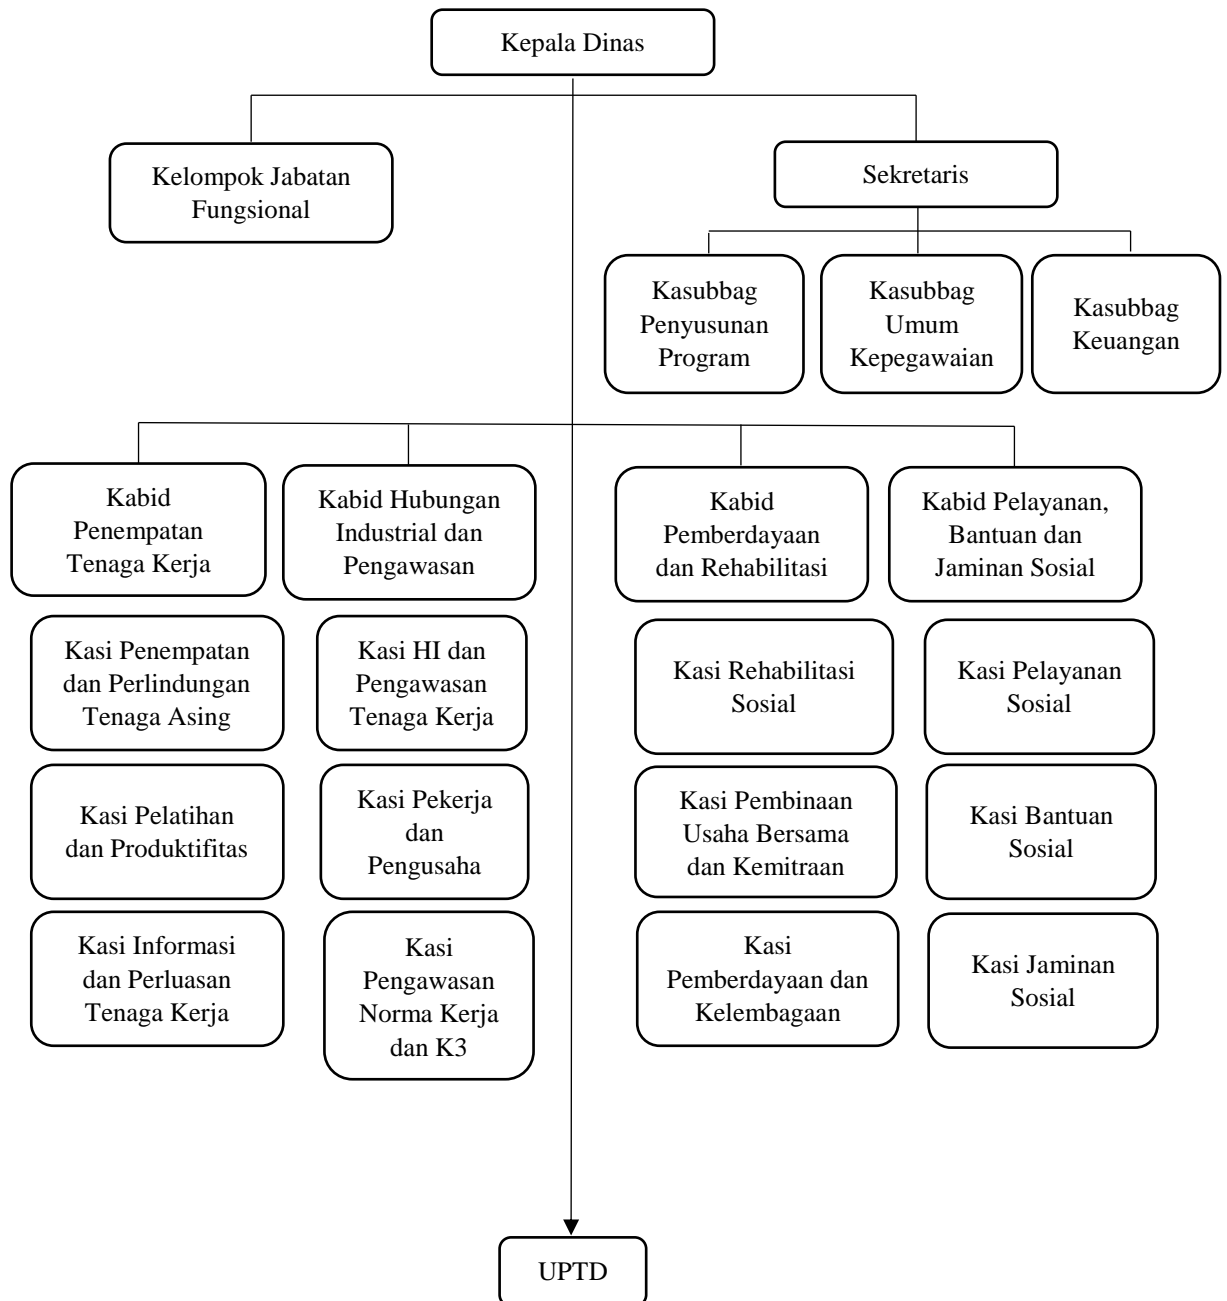 Kepala Dinas
Kelompok Jabatan
Fungsional
Sekretaris
Kasubbag
Penyusunan
Program
Kasubbag
Umum
Kepegawaian
Kasubbag
Keuangan
Kabid
Penempatan
Tenaga Kerja
Kabid Hubungan
Industrial dan
Pengawasan
Kabid
Pemberdayaan
dan Rehabilitasi
Kabid Pelayanan,
Bantuan dan
Jaminan Sosial
Kasi Penempatan
dan Perlindungan
Tenaga Asing
Kasi HI dan
Pengawasan
Tenaga Kerja
Kasi Rehabilitasi
Sosial
Kasi Pelayanan
Sosial
Kasi Pelatihan
dan Produktifitas
Kasi Pekerja
dan
Pengusaha
Kasi Pembinaan
Usaha Bersama
dan Kemitraan
Kasi Bantuan
Sosial
Kasi Informasi
dan Perluasan
Tenaga Kerja
Kasi
Pengawasan
Norma Kerja
dan K3
Kasi
Pemberdayaan dan
Kelembagaan
Kasi Jaminan
Sosial
UPTD